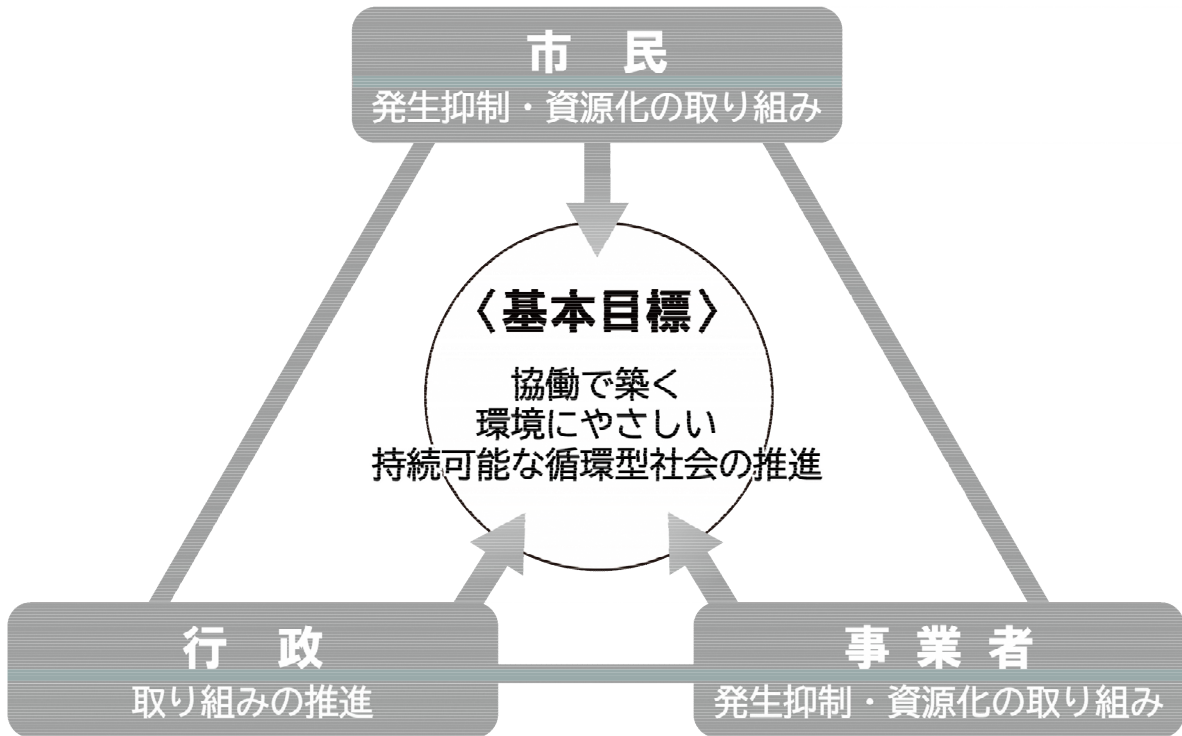 市　民
発生抑制・資源化の取り組み
〈基本目標〉
協働で築く
環境にやさしい
持続可能な循環型社会の推進
行　政
取り組みの推進
事 業 者
発生抑制・資源化の取り組み